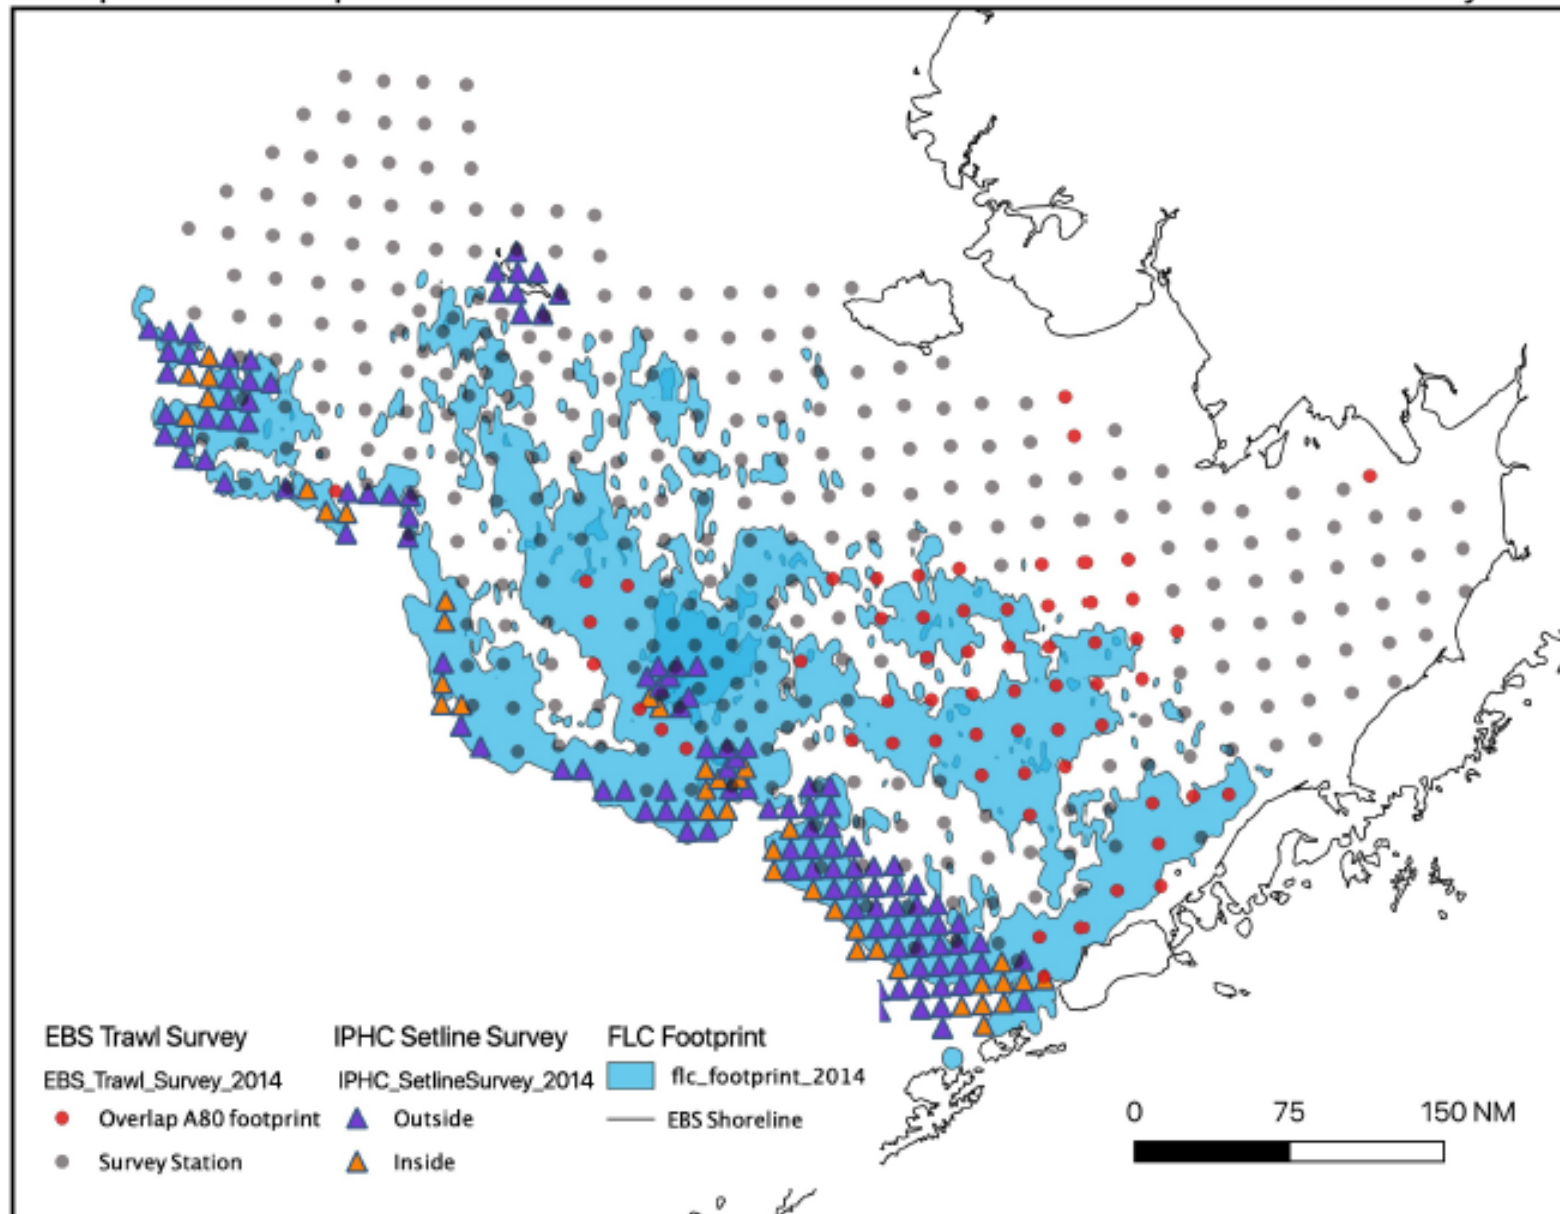 EBS Trawl Survey
EBS_Trawl_Survey_2014
Overlap A80 footprint
Survey Station
IPHC Setline Survey
IPHC_SetlineSurvey_2014
Outside
Inside
FLC Footprint
flc_footprint_2014
EBS Shoreline
0 75 150 NM